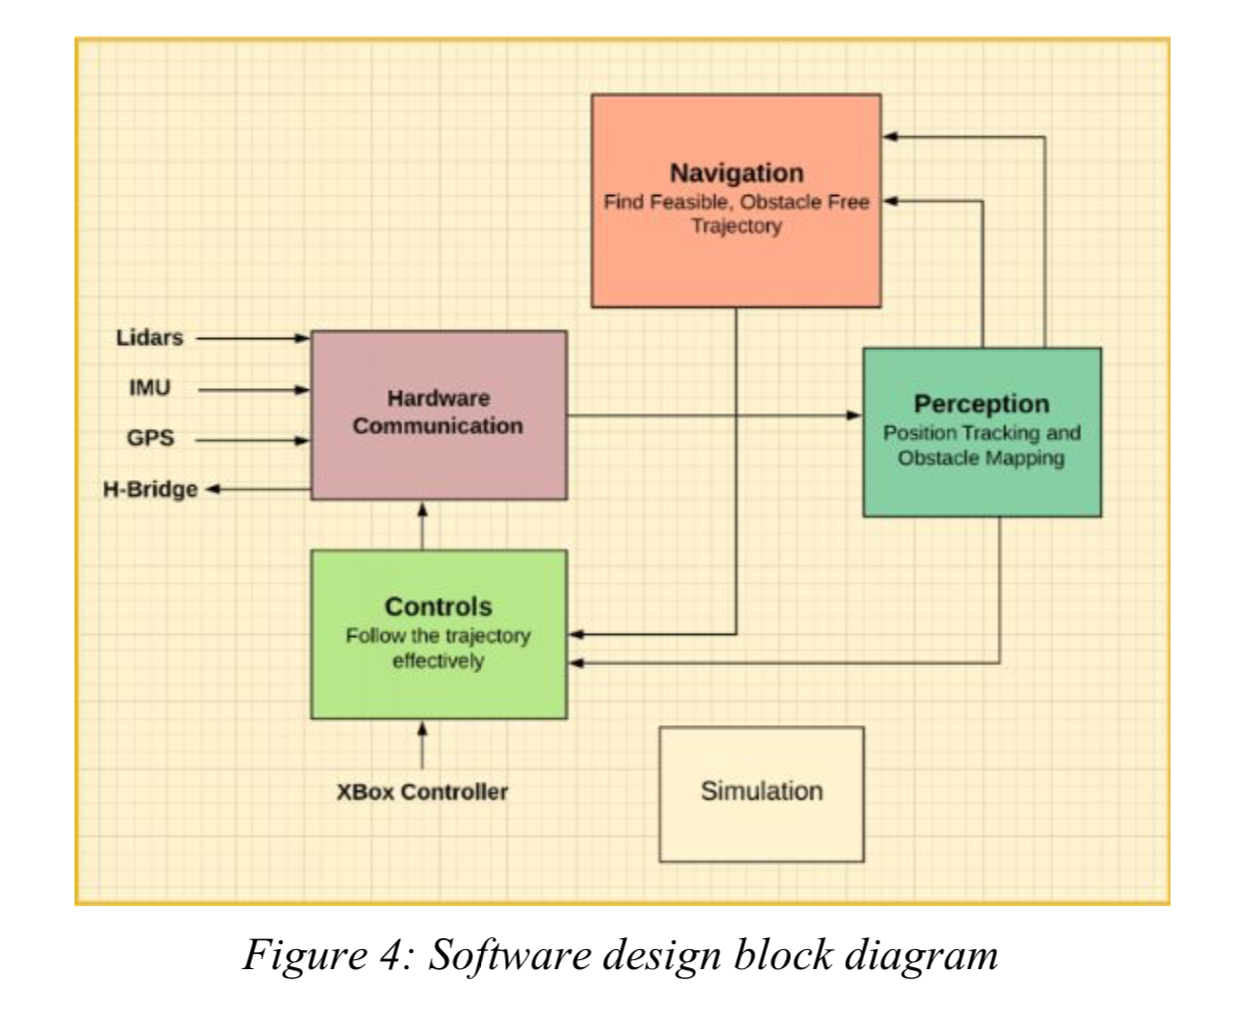 Navigation
Find Feasible, Obstacle Free
Trajectory
Lidars
IMU
GPS
H-Bridge
Hardware
Communication
Perception
Position Tracking and
Obstacle Mapping
Controls
Follow the trajectory
effectively
XBox Controller
Simulation
Figure 4: Software design block diagram